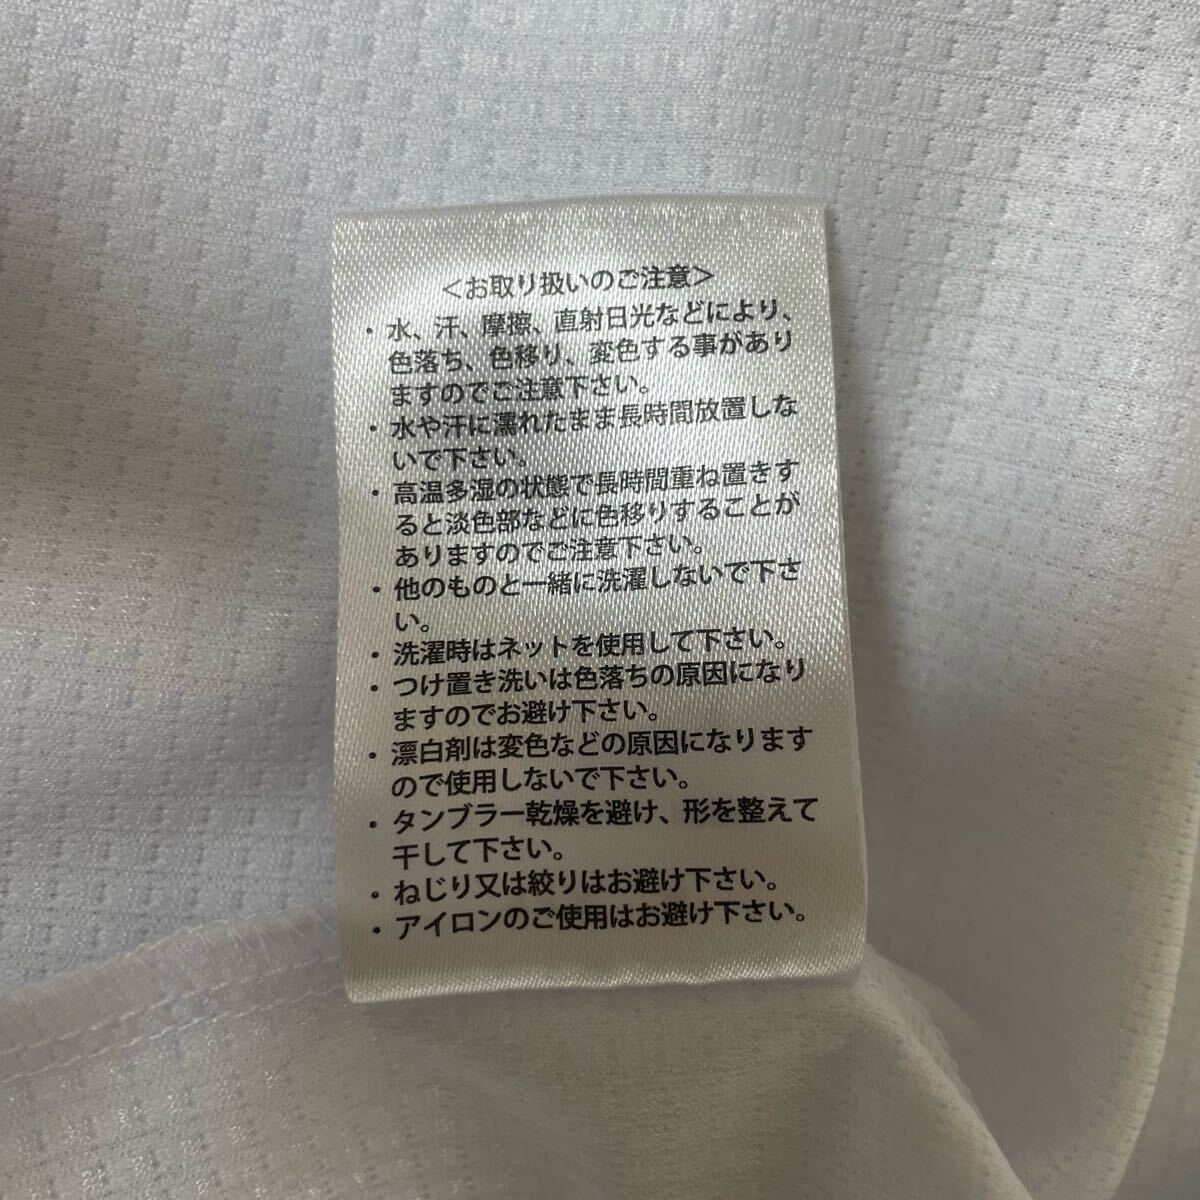 ＜お取り扱いのご注意＞
・水、汗、摩擦、直射日光などにより、
色落ち、色移り、変色する事があり
ますのでご注意下さい。
・水や汗に濡れたまま長時間放置しな
いで下さい。
・高温多湿の状態で長時間重ね置きす
ると淡色部などに色移りすることが
ありますのでご注意下さい。
・他のものと一緒に洗濯しないで下さ
い。
・洗濯時はネットを使用して下さい。
・つけ置き洗いは色落ちの原因になり
ますのでお避け下さい。
・漂白剤は変色などの原因になります
ので使用しないで下さい。
・タンブラー乾燥を避け、形を整えて
干して下さい。
・ねじり又は絞りはお避け下さい。
・アイロンのご使用はお避け下さい。